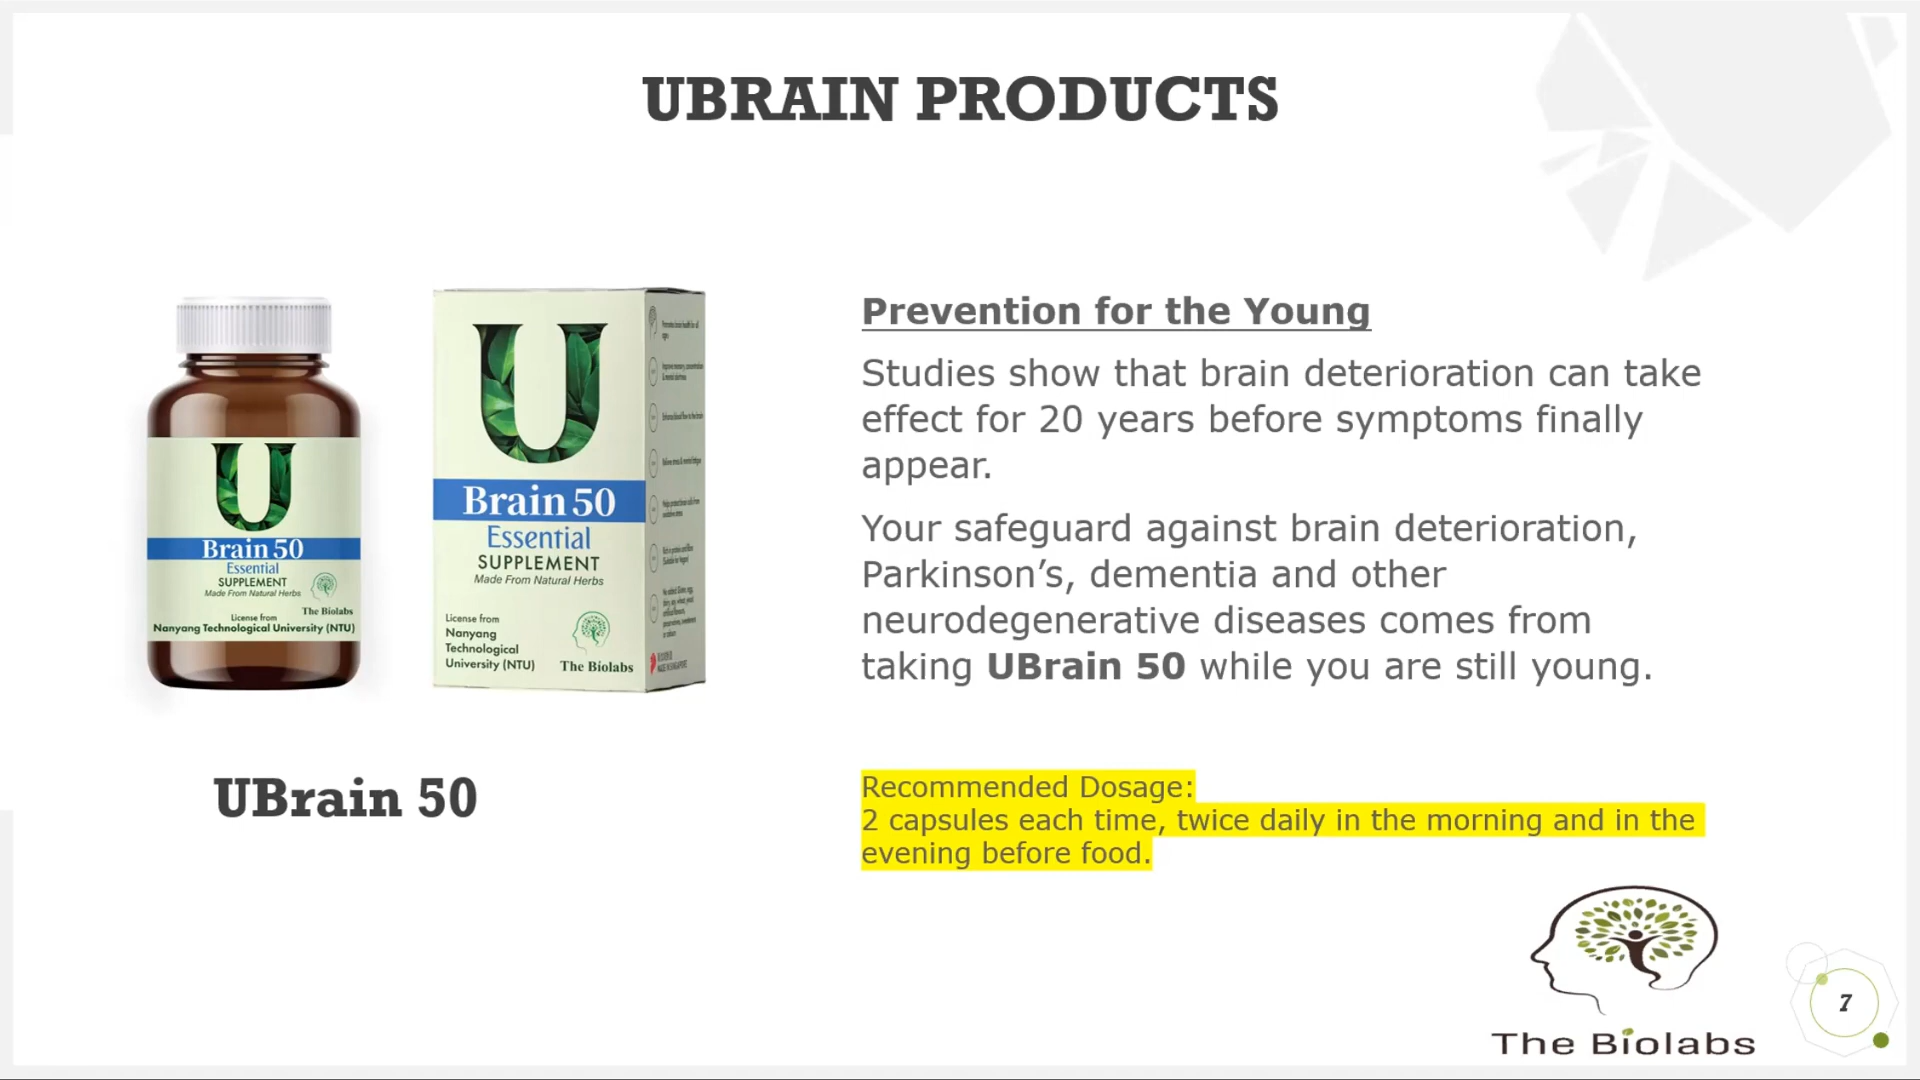 UBRAIN PRODUCTS
U
Brain 50
Essential
SUPPLEMENT
Made From Natural Herbs
The Biolabs
License from
Nanyang Technological University (NTU)
U
Brain 50
Essential
SUPPLEMENT
Made From Natural Herbs
License from
Nanyang
Technological
University (NTU)
The Biolabs
UBrain 50
Prevention for the Young
Studies show that brain deterioration can take
effect for 20 years before symptoms finally
appear.
Your safeguard against brain deterioration,
Parkinson’s, dementia and other
neurodegenerative diseases comes from
taking UBrain 50 while you are still young.
Recommended Dosage:
2 capsules each time, twice daily in the morning and in the
evening before food.
The Biolabs
7